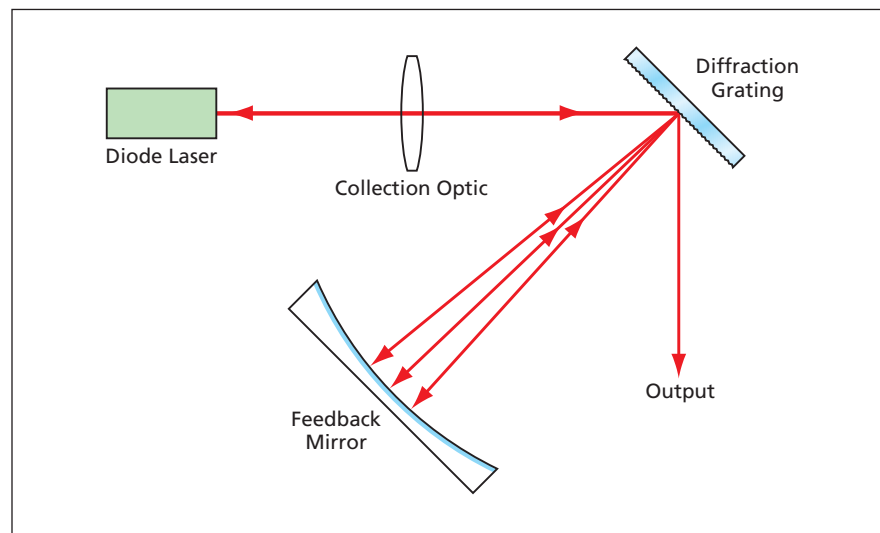 Diffraction
Grating
Diode Laser
Collection Optic
Output
Feedback
Mirror